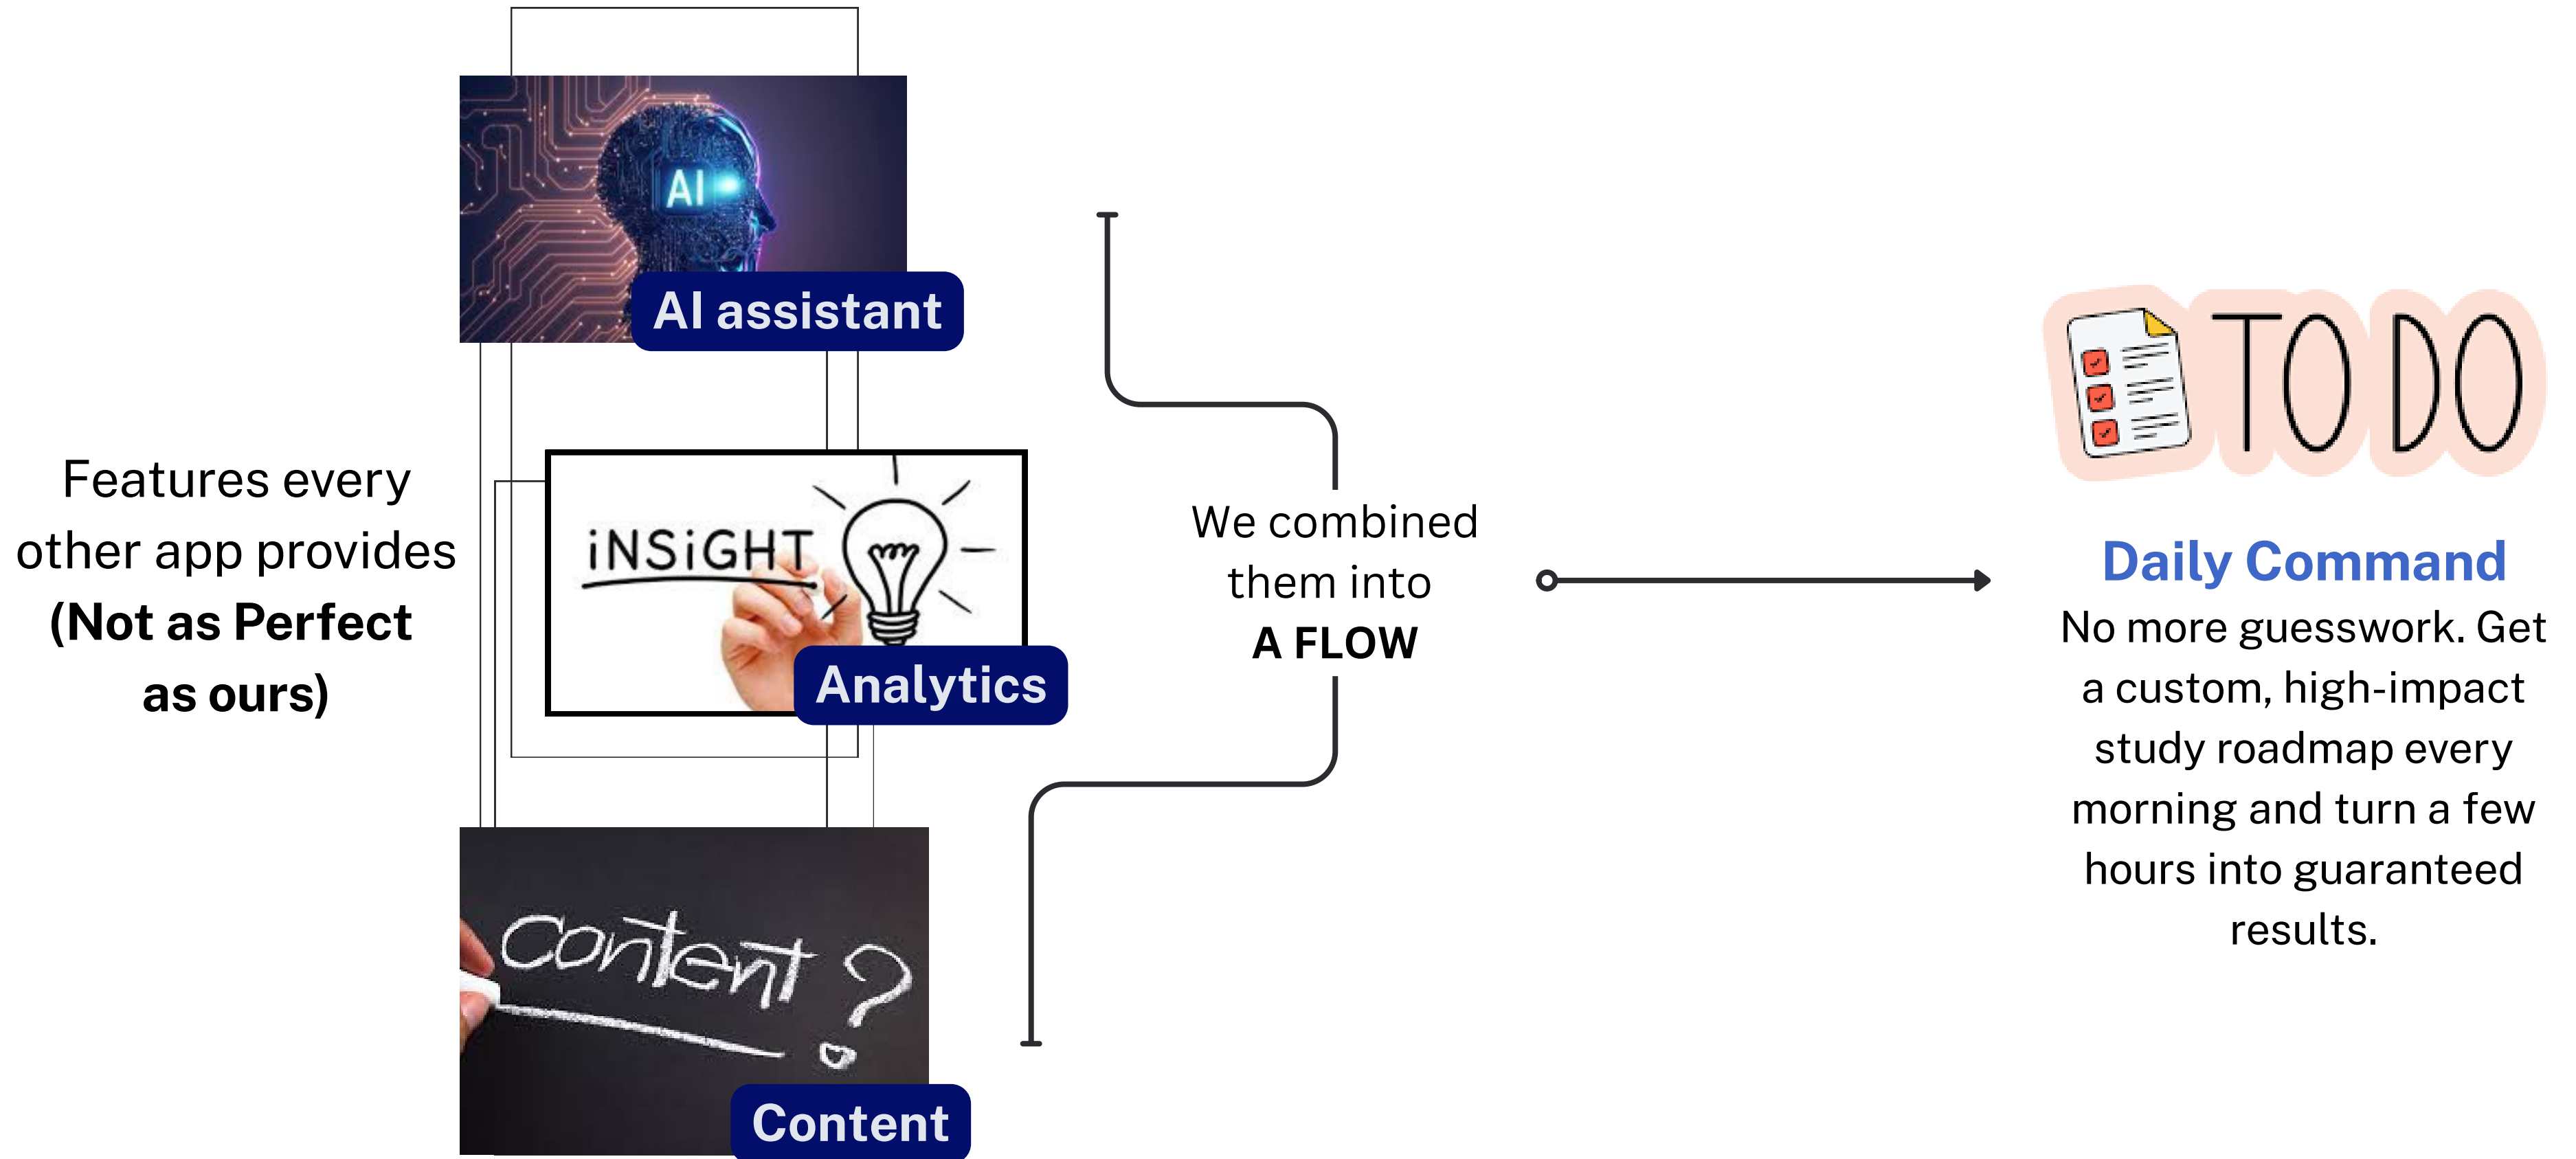 Features every
other app provides
(Not as Perfect
as ours)
AI
AI assistant
iNSiGHT
Analytics
Content ?
Content
We combined
them into
A FLOW
TO DO
Daily Command
No more guesswork. Get
a custom, high-impact
study roadmap every
morning and turn a few
hours into guaranteed
results.